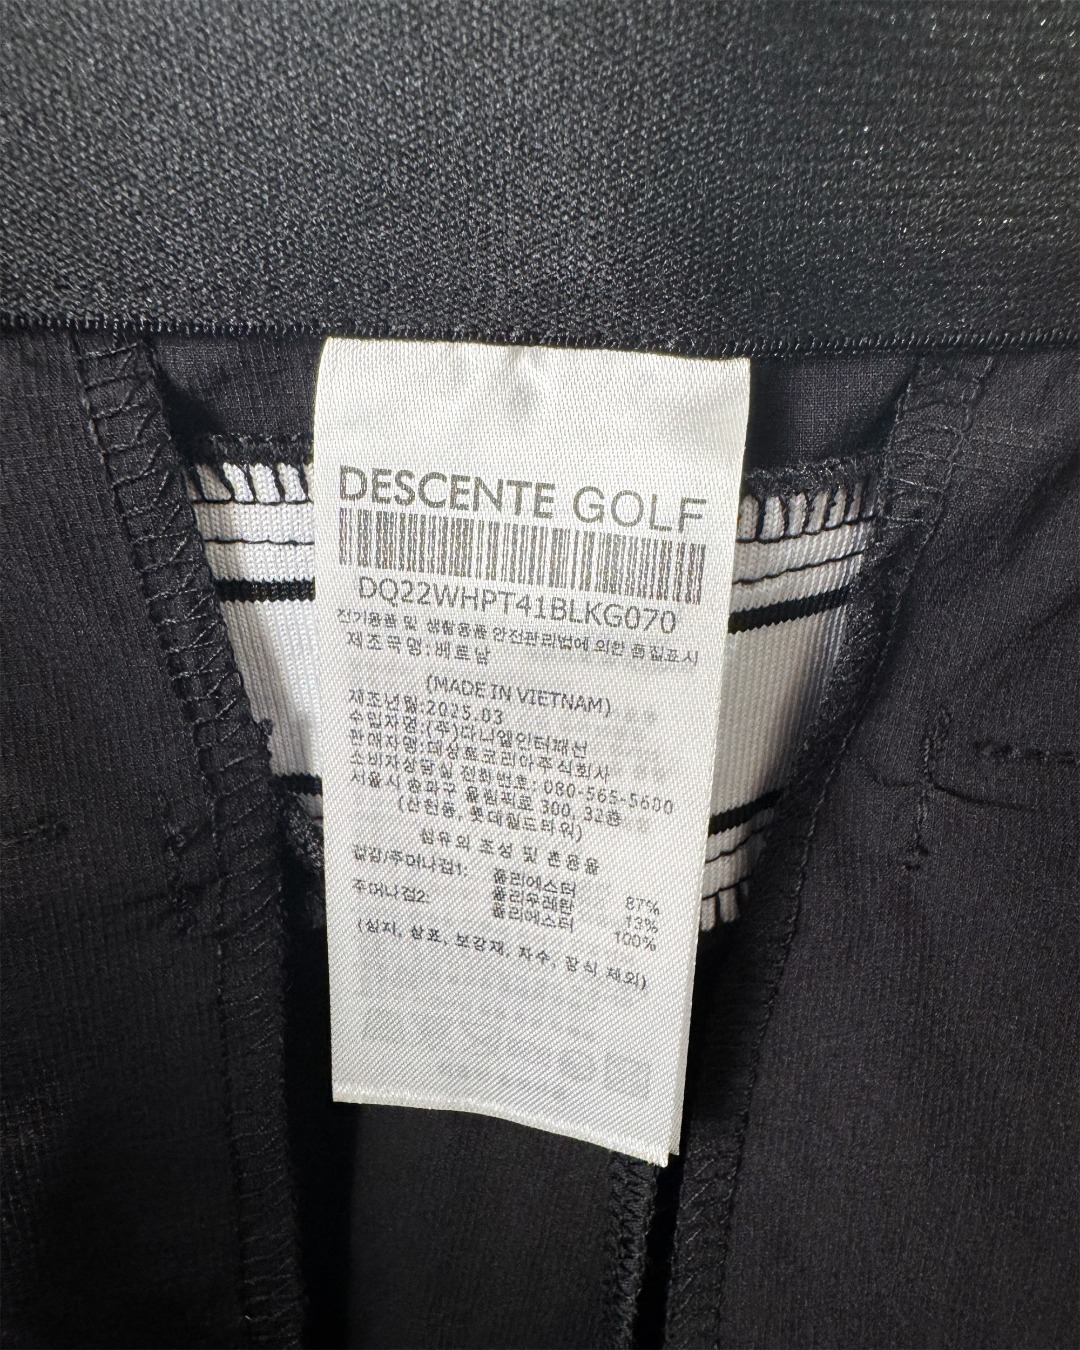 DESCENTE GOLF
DQ22WHPT41BLKG070
전기용품 및 생활용품 안전관리법에 의한 품질표시
제조국명:베트남
(MADE IN VIETNAM)
제조년월:2025.03
수입자명:(주)다니엘인터패션
판매자명:데상트코리아주식회사
소비자상담실 전화번호: 080-565-5600
서울시 송파구 올림픽로 300, 32층
(신천동, 롯데월드타워)
섬유의 조성 및 혼용율
겉감/주머니감1: 폴리에스터 87%
폴리우레탄 13%
주머니감2: 폴리에스터 100%
(심지, 상표, 보강재, 자수, 장식 제외)